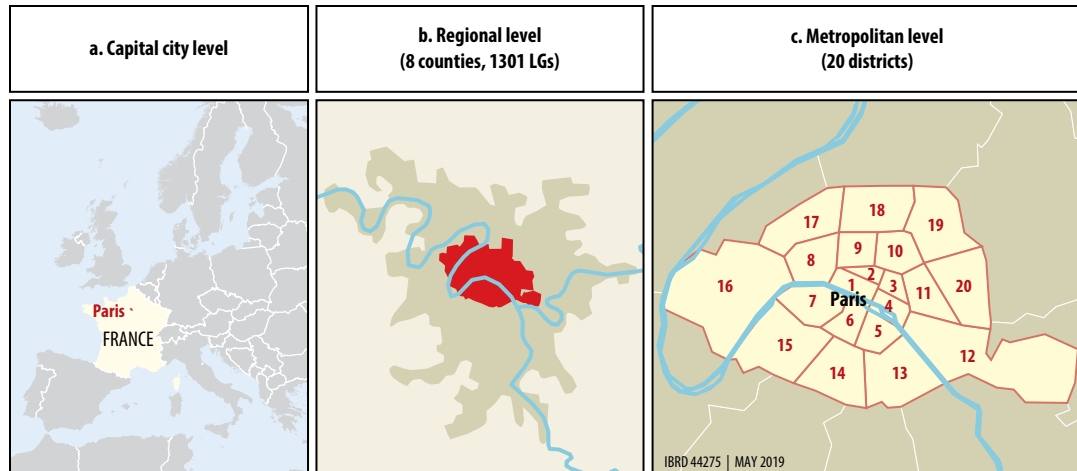 a. Capital city level
b. Regional level
(8 counties, 1301 LGs)
c. Metropolitan level
(20 districts)
Paris
FRANCE
17
18
19
9
10
8
2
16
1
3
11
20
7
Paris
4
6
5
15
12
14
13
IBRD 44275 | MAY 2019